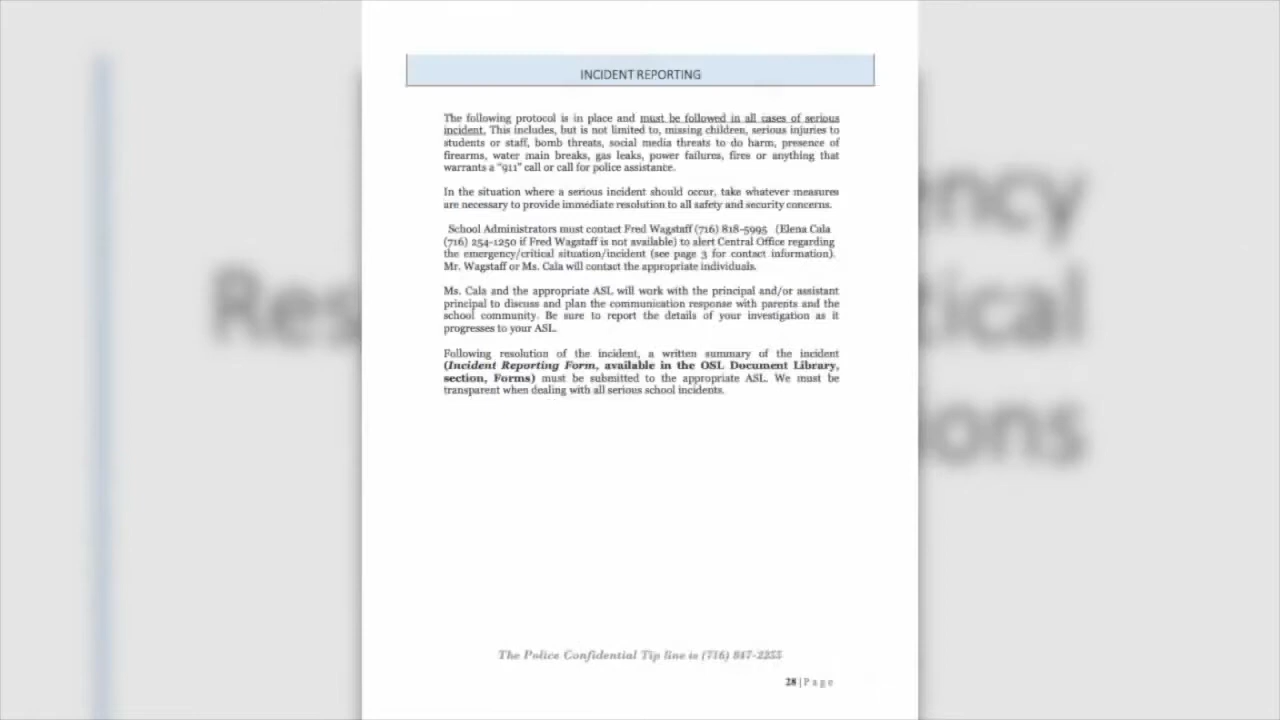 INCIDENT REPORTING
The following protocol is in place and must be followed in all cases of serious
incident. This includes, but is not limited to, missing children, serious injuries to
students or staff, bomb threats, social media threats to do harm, presence of
firearms, water main breaks, gas leaks, power failures, fires or anything that
warrants a "911" call or call for police assistance.
In the situation where a serious incident should occur, take whatever measures
are necessary to provide immediate resolution to all safety and security concerns.
School Administrators must contact Fred Wagstaff (716) 818-5995 (Elena Cala
(716) 254-1250 if Fred Wagstaff is not available) to alert Central Office regarding
the emergency/critical situation/incident (see page 3 for contact information).
Mr. Wagstaff or Ms. Cala will contact the appropriate individuals.
Ms. Cala and the appropriate ASL will work with the principal and/or assistant
principal to discuss and plan the communication response with parents and the
school community. Be sure to report the details of your investigation as it
progresses to your ASL.
Following resolution of the incident, a written summary of the incident
(Incident Reporting Form, available in the OSL Document Library,
section, Forms) must be submitted to the appropriate ASL. We must be
transparent when dealing with all serious school incidents.
The Police Confidential Tip line is (716) 847-2255
28 | Page